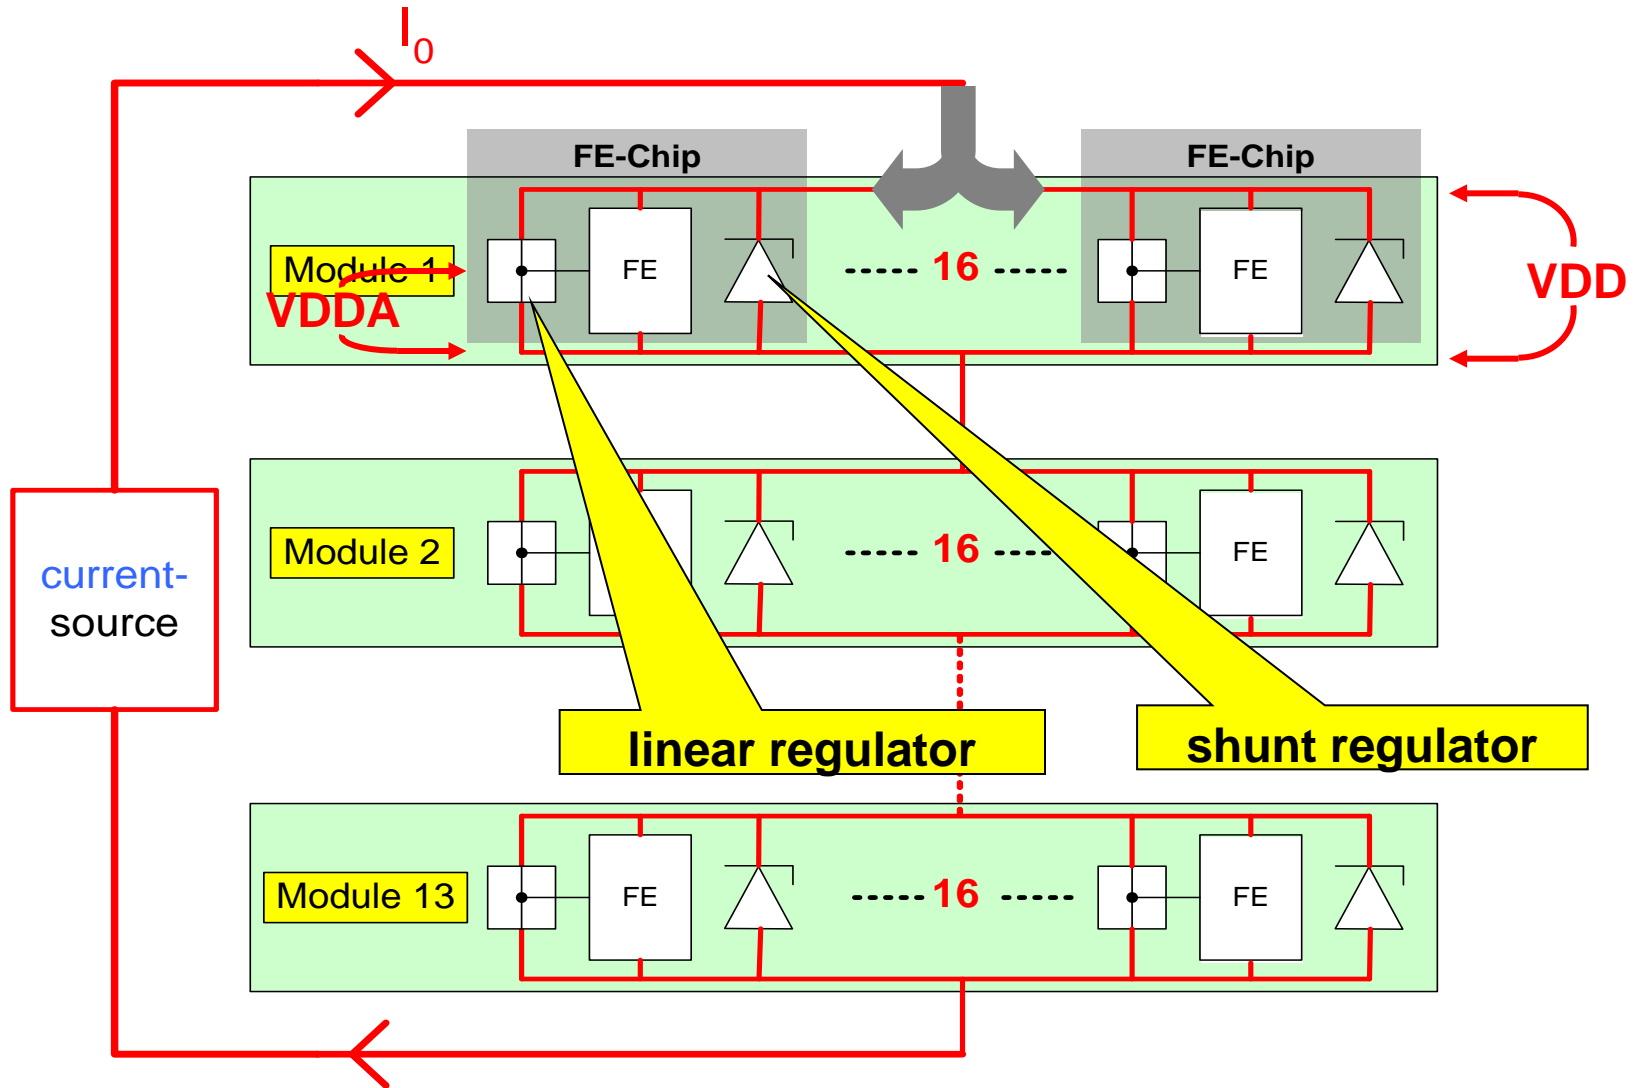 I0
FE-Chip
FE-Chip
Module 1
FE
16
FE
VDDA
VDD
Module 2
16
FE
current-
source
linear regulator
shunt regulator
Module 13
FE
16
FE